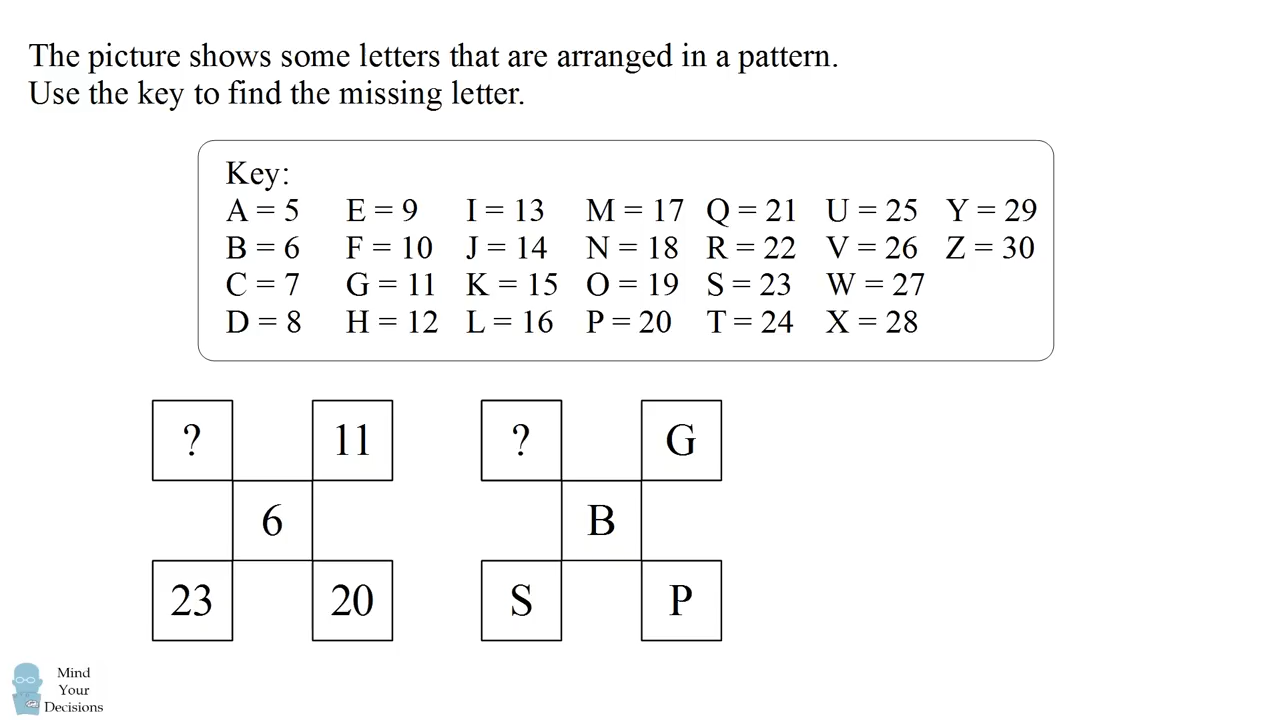 The picture shows some letters that are arranged in a pattern.
Use the key to find the missing letter.
Key:
A = 5 E = 9 I = 13 M = 17 Q = 21 U = 25 Y = 29
B = 6 F = 10 J = 14 N = 18 R = 22 V = 26 Z = 30
C = 7 G = 11 K = 15 O = 19 S = 23 W = 27
D = 8 H = 12 L = 16 P = 20 T = 24 X = 28
? 11 ? G
6 B
23 20 S P
Mind
Your
Decisions